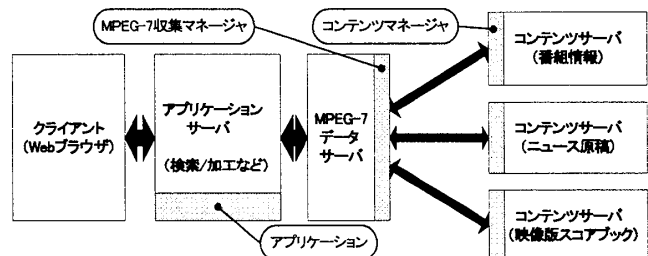 MPEG-7収集マネージャ
コンテンツマネージャ
クライアント
(Webブラウザ)
アプリケーション
サーバ
(検索/加工など)
MPEG-7
データ
サーバ
コンテンツサーバ
(番組情報)
コンテンツサーバ
(ニュース原稿)
コンテンツサーバ
(映像版スコアブック)
アプリケーション